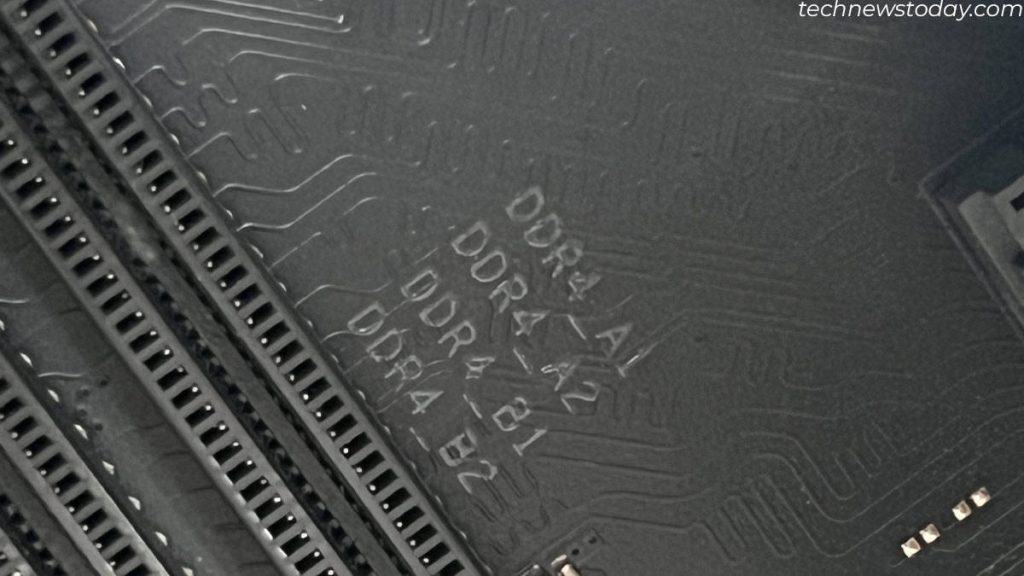 technewstoday.com
DDR4_A1
DDR4_A2
DDR4_B1
DDR4_B2